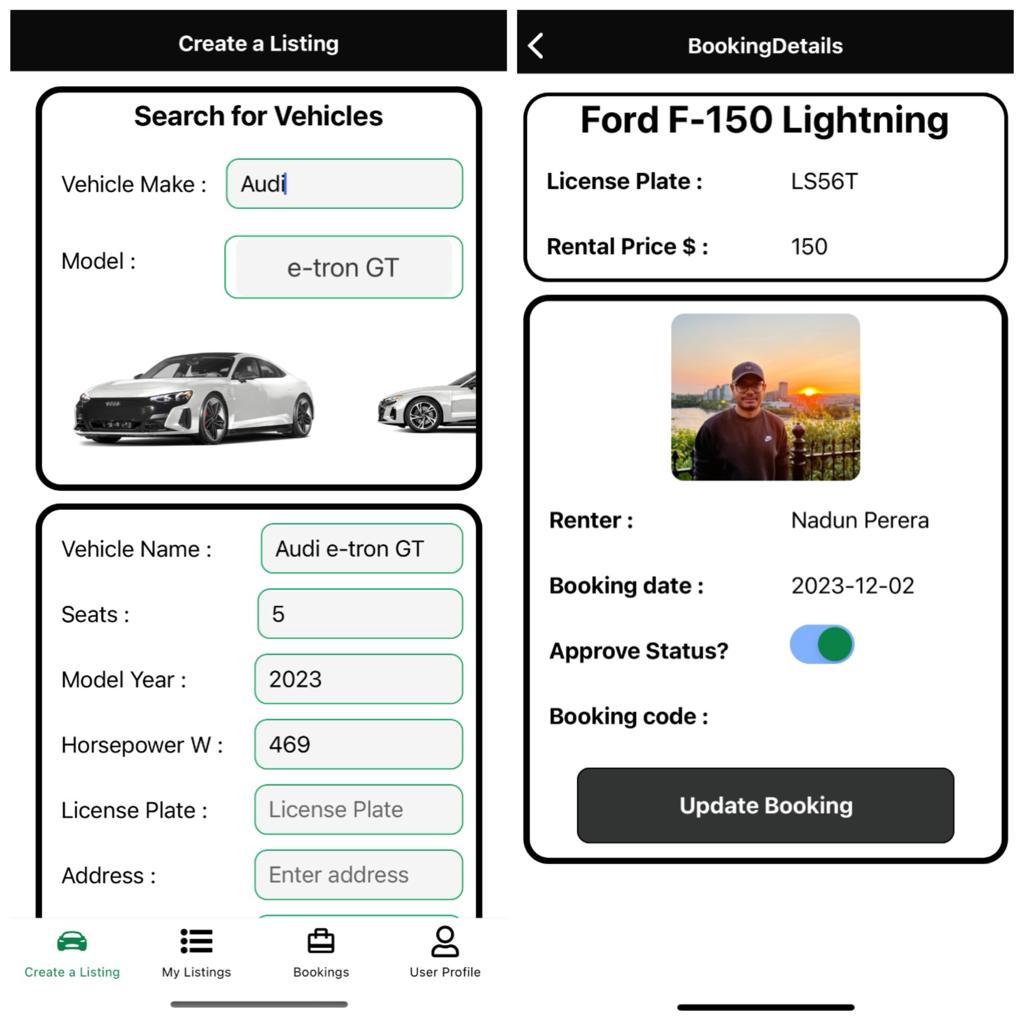 Create a Listing
Search for Vehicles
Vehicle Make : Audi
Model : e-tron GT
Vehicle Name : Audi e-tron GT
Seats : 5
Model Year : 2023
Horsepower W : 469
License Plate : License Plate
Address : Enter address
Create a Listing My Listings Bookings User Profile
BookingDetails
Ford F-150 Lightning
License Plate : LS56T
Rental Price $ : 150
Renter : Nadun Perera
Booking date : 2023-12-02
Approve Status?
Booking code :
Update Booking